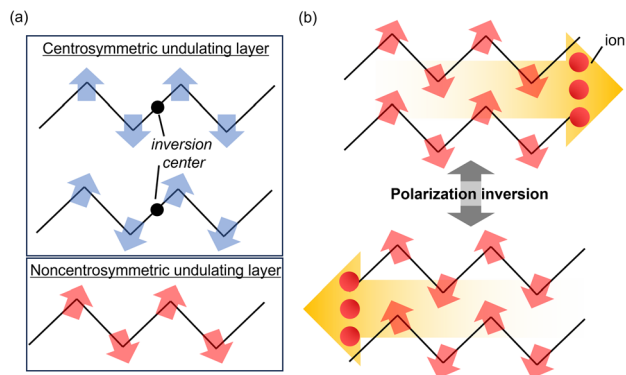 (a)
Centrosymmetric undulating layer
inversion
center
Noncentrosymmetric undulating layer
(b)
ion
Polarization inversion